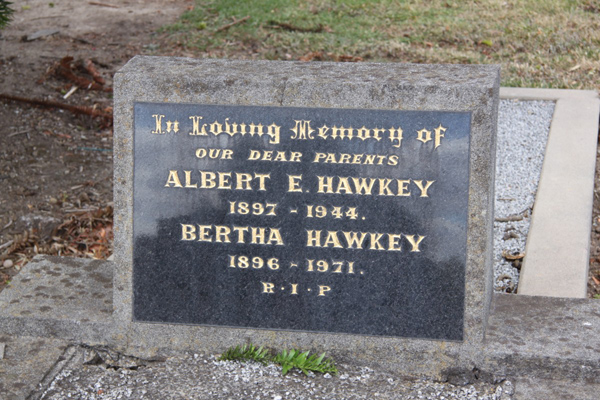 In Loving Memory of
OUR DEAR PARENTS
ALBERT E. HAWKEY
1897 - 1944.
BERTHA HAWKEY
1896 - 1971.
R·I·P